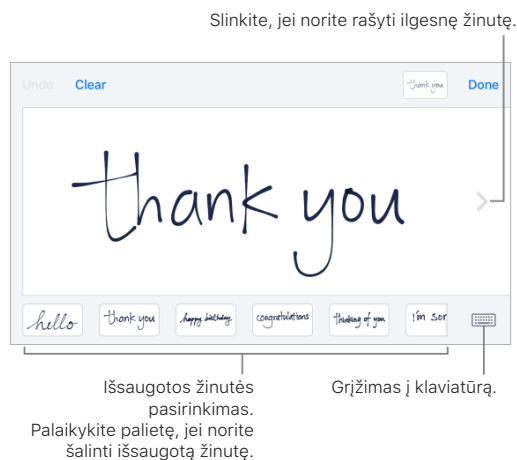 Slinkite, jei norite rašyti ilgesnę žinutę.
Undo Clear thank you Done
thank you
hello thank you happy birthday congratulations thinking of you i'm sor
Išsaugotos žinutės
pasirinkimas.
Palaikykite palietę, jei norite
šalinti išsaugotą žinutę.
Grįžimas į klaviatūrą.